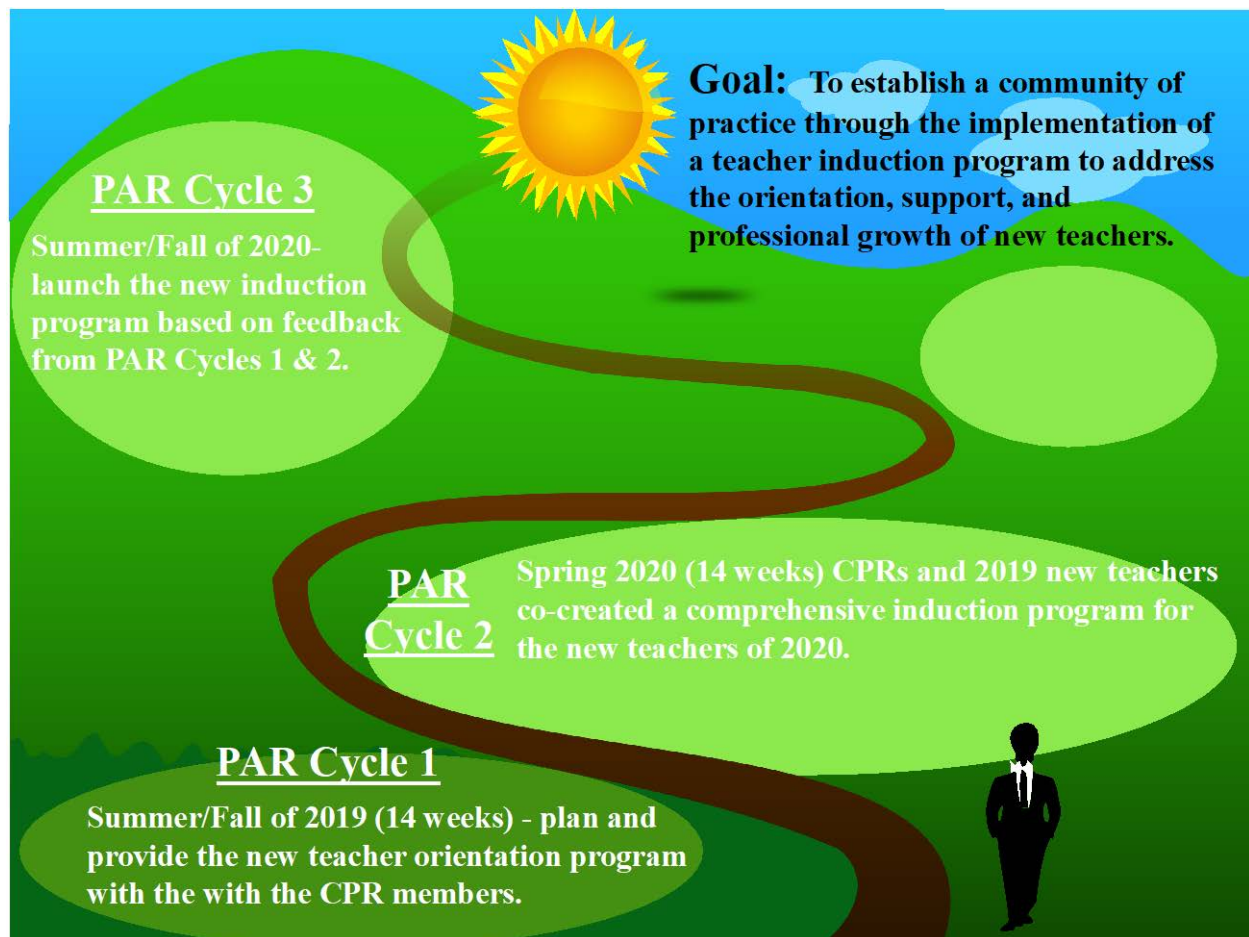 Goal: To establish a community of
practice through the implementation of
a teacher induction program to address
the orientation, support, and
professional growth of new teachers.
PAR Cycle 3
Summer/Fall of 2020-
launch the new induction
program based on feedback
from PAR Cycles 1 & 2.
PAR
Cycle 2
Spring 2020 (14 weeks) CPRs and 2019 new teachers
co-created a comprehensive induction program for
the new teachers of 2020.
PAR Cycle 1
Summer/Fall of 2019 (14 weeks) - plan and
provide the new teacher orientation program
with the with the CPR members.